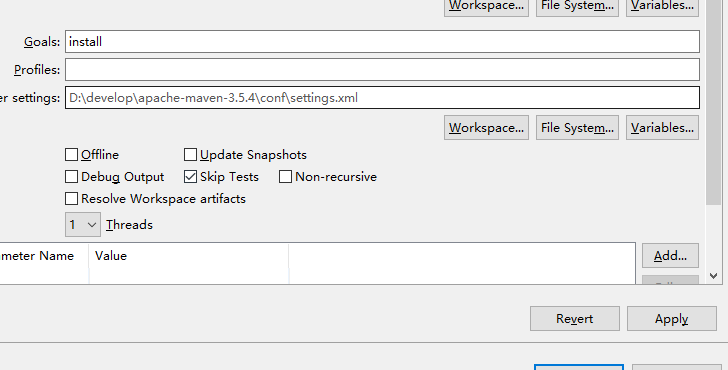 Workspace... File System... Variables...
Goals: install
Profiles:
er settings: D:\develop\apache-maven-3.5.4\conf\settings.xml
Workspace... File System... Variables...
Offline Update Snapshots
Debug Output Skip Tests Non-recursive
Resolve Workspace artifacts
1 Threads
meter Name Value Add...
Revert Apply